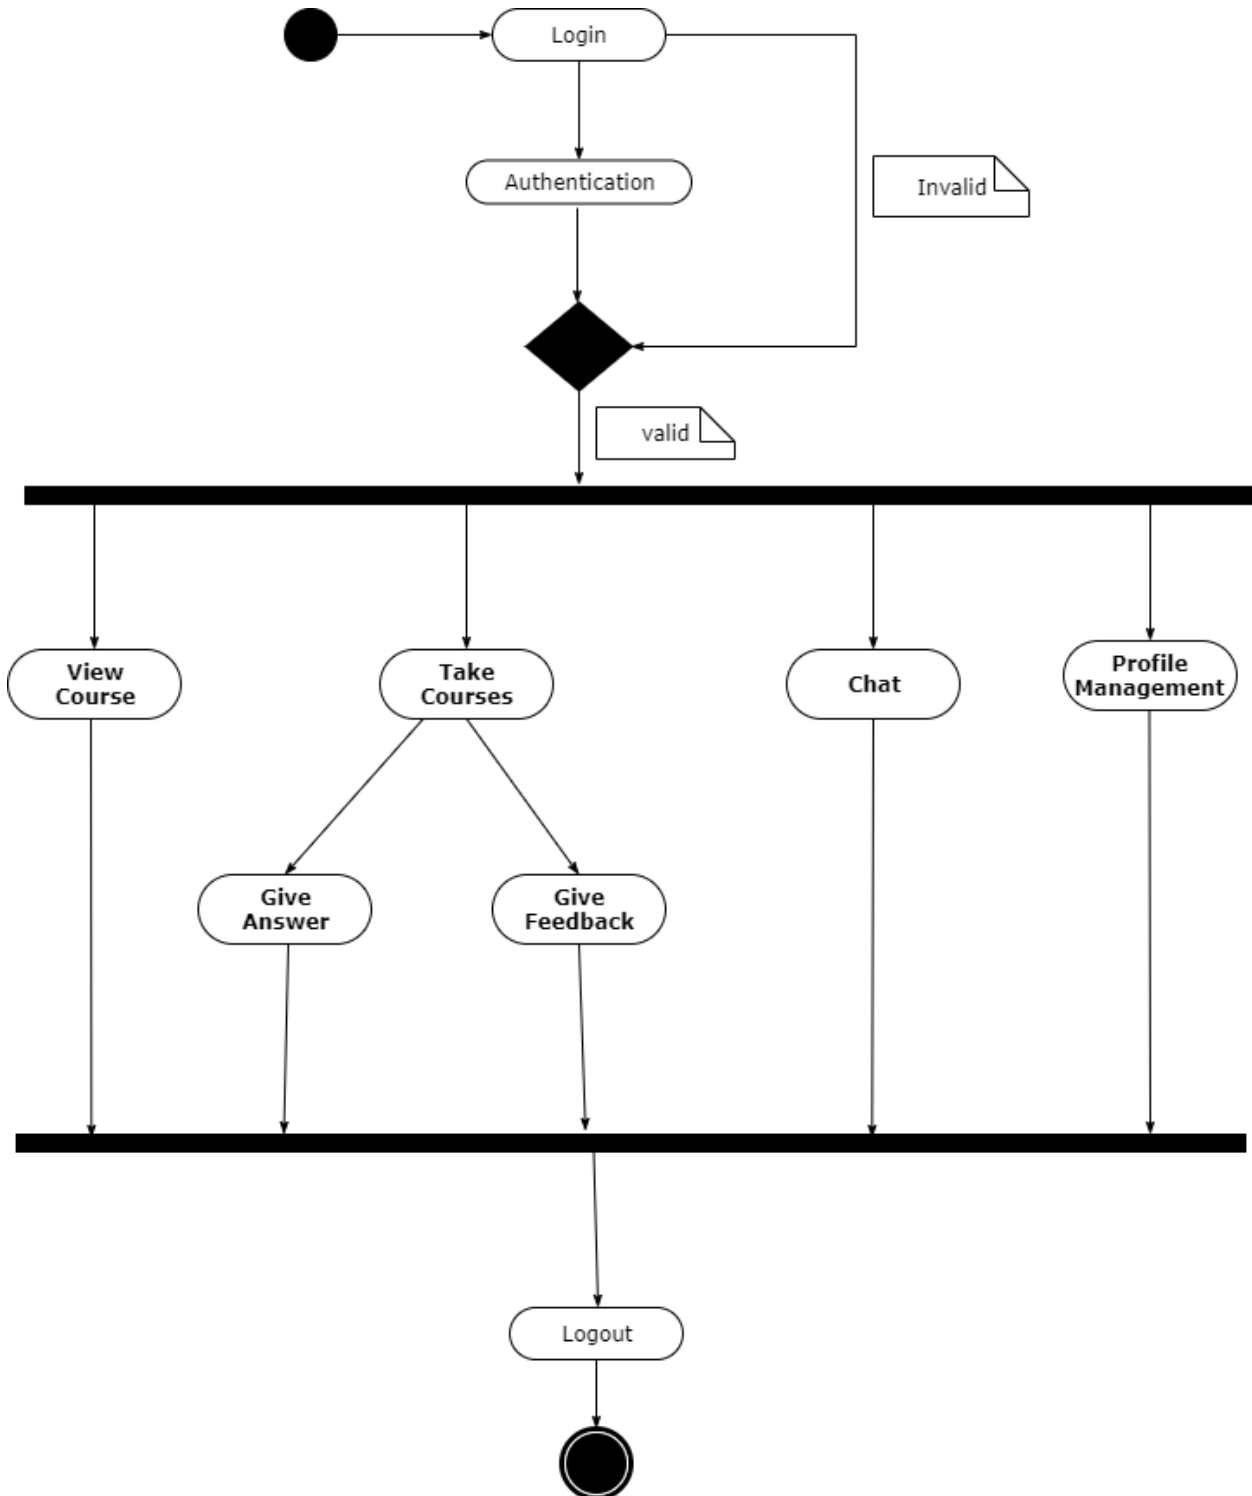 Login
Authentication
Invalid
valid
View
Course
Take
Courses
Chat
Profile
Management
Give
Answer
Give
Feedback
Logout